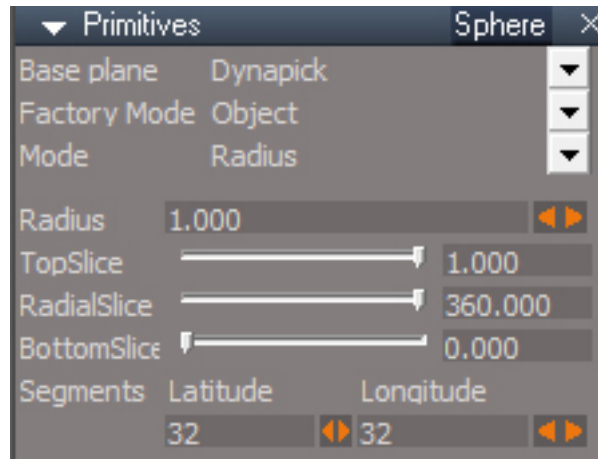 Primitives Sphere
Base plane Dynapick
Factory Mode Object
Mode Radius
Radius 1.000
TopSlice 1.000
RadialSlice 360.000
BottomSlice 0.000
Segments Latitude Longitude
32 32